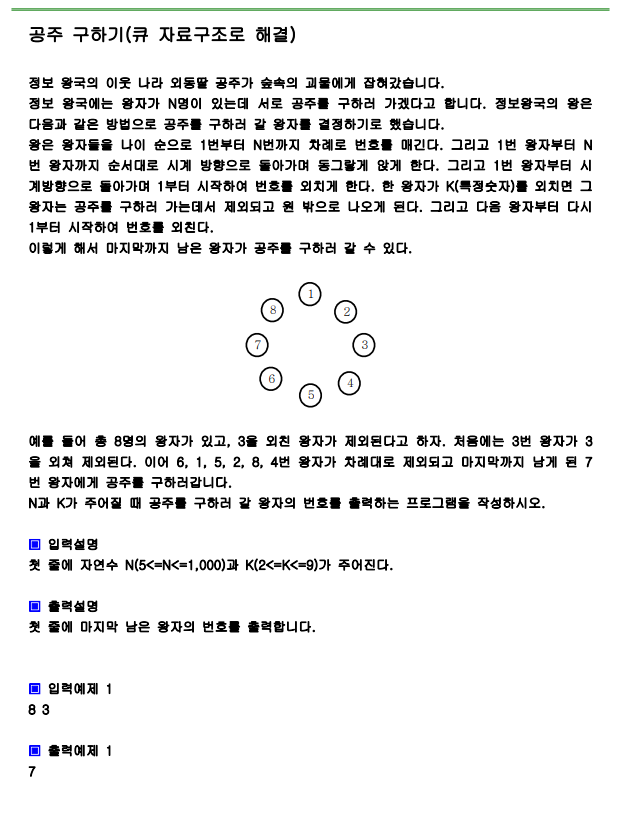 공주 구하기(큐 자료구조로 해결)
정보 왕국의 이웃 나라 외동딸 공주가 숲속의 괴물에게 잡혀갔습니다.
정보 왕국에는 왕자가 N명이 있는데 서로 공주를 구하러 가겠다고 합니다. 정보왕국의 왕은
다음과 같은 방법으로 공주를 구하러 갈 왕자를 결정하기로 했습니다.
왕은 왕자들을 나이 순으로 1번부터 N번까지 차례로 번호를 매긴다. 그리고 1번 왕자부터 N
번 왕자까지 순서대로 시계 방향으로 돌아가며 동그랗게 앉게 한다. 그리고 1번 왕자부터 시
계방향으로 돌아가며 1부터 시작하여 번호를 외치게 한다. 한 왕자가 K(특정숫자)를 외치면 그
왕자는 공주를 구하러 가는데서 제외되고 원 밖으로 나오게 된다. 그리고 다음 왕자부터 다시
1부터 시작하여 번호를 외친다.
이렇게 해서 마지막까지 남은 왕자가 공주를 구하러 갈 수 있다.
1
8
2
7
3
6
4
5
예를 들어 총 8명의 왕자가 있고, 3을 외친 왕자가 제외된다고 하자. 처음에는 3번 왕자가 3
을 외쳐 제외된다. 이어 6, 1, 5, 2, 8, 4번 왕자가 차례대로 제외되고 마지막까지 남게 된 7
번 왕자에게 공주를 구하러갑니다.
N과 K가 주어질 때 공주를 구하러 갈 왕자의 번호를 출력하는 프로그램을 작성하시오.
▣ 입력설명
첫 줄에 자연수 N(5<=N<=1,000)과 K(2<=K<=9)가 주어진다.
▣ 출력설명
첫 줄에 마지막 남은 왕자의 번호를 출력합니다.
▣ 입력예제 1
8 3
▣ 출력예제 1
7